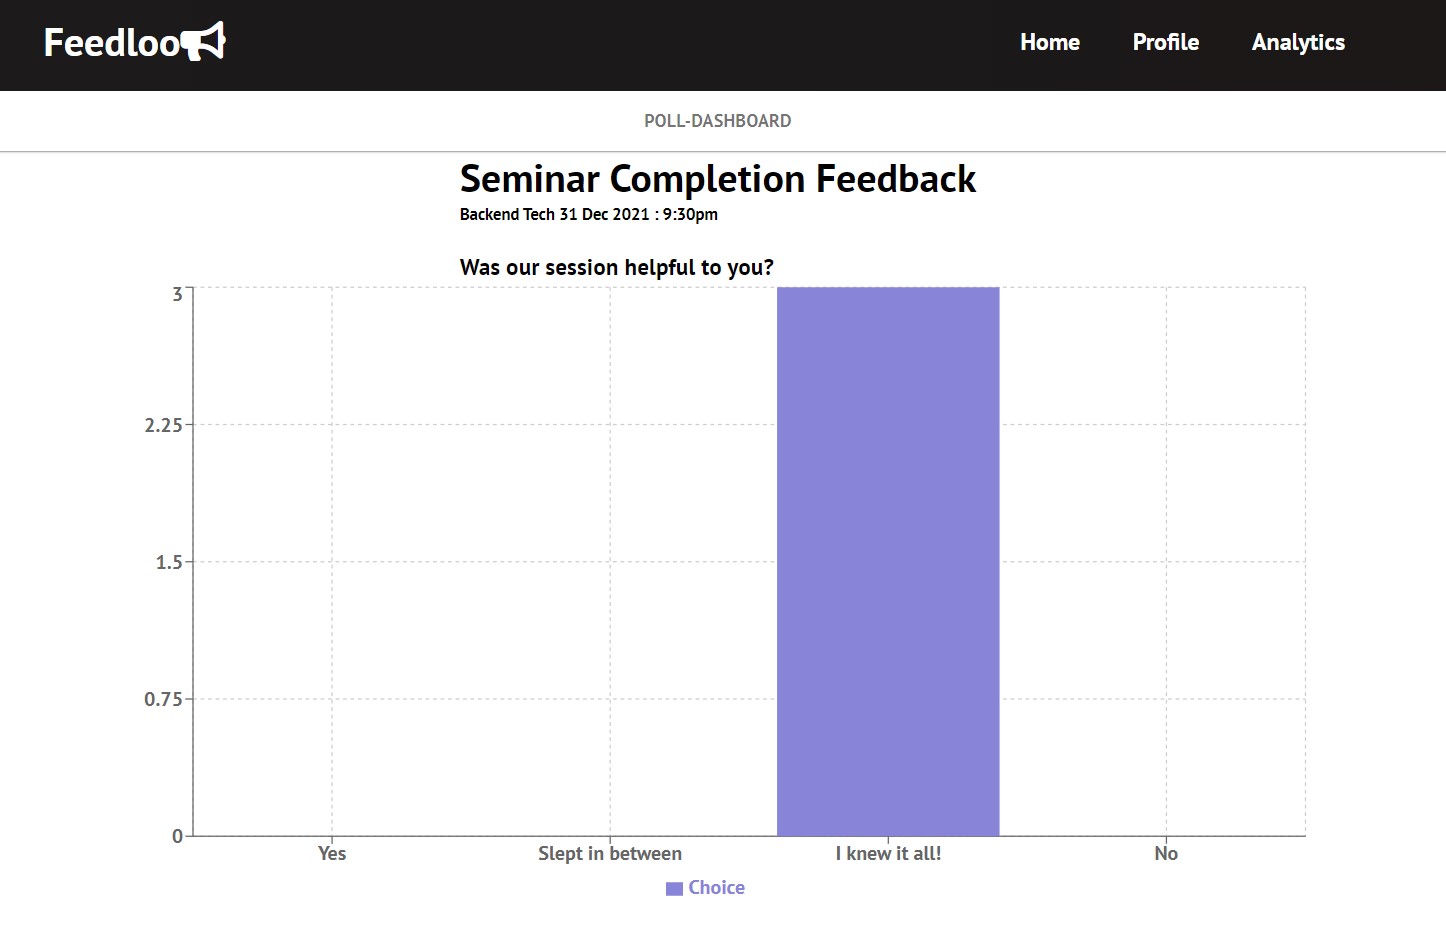 Feedloo
Home Profile Analytics
POLL-DASHBOARD
Seminar Completion Feedback
Backend Tech 31 Dec 2021 : 9:30pm
Was our session helpful to you?
3
2.25
1.5
0.75
0
Yes Slept in between I knew it all! No
Choice